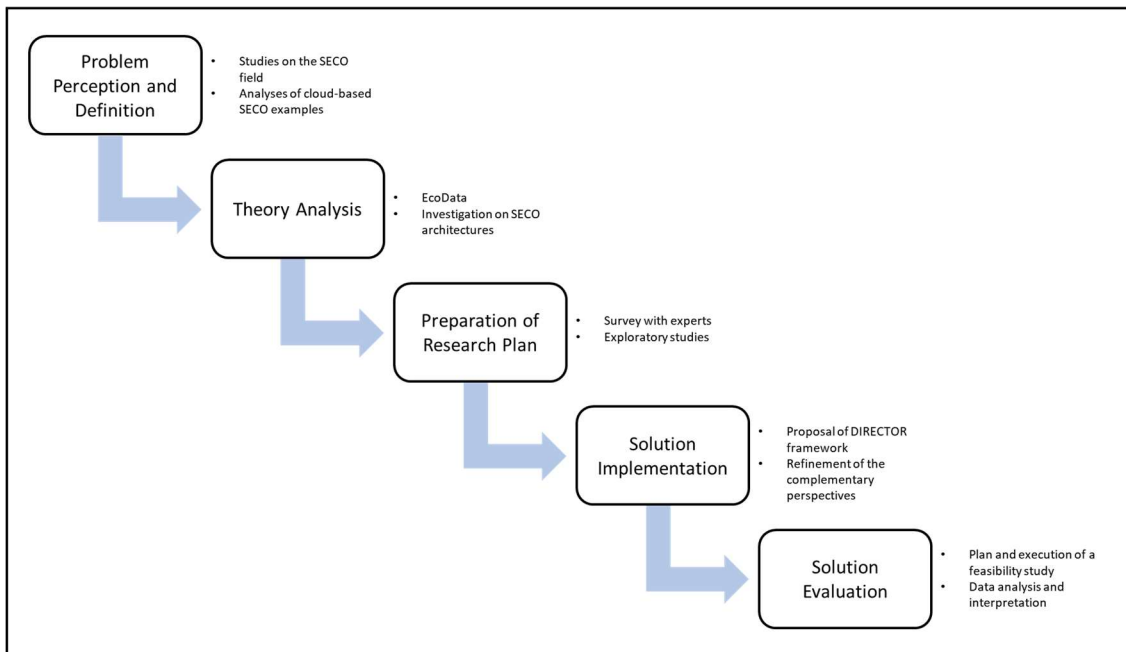 Problem
Perception and
Definition
• Studies on the SECO
field
• Analyses of cloud-based
SECO examples
Theory Analysis
• EcoData
• Investigation on SECO
architectures
Preparation of
Research Plan
• Survey with experts
• Exploratory studies
Solution
Implementation
• Proposal of DIRECTOR
framework
• Refinement of the
complementary
perspectives
Solution
Evaluation
• Plan and execution of a
feasibility study
• Data analysis and
interpretation